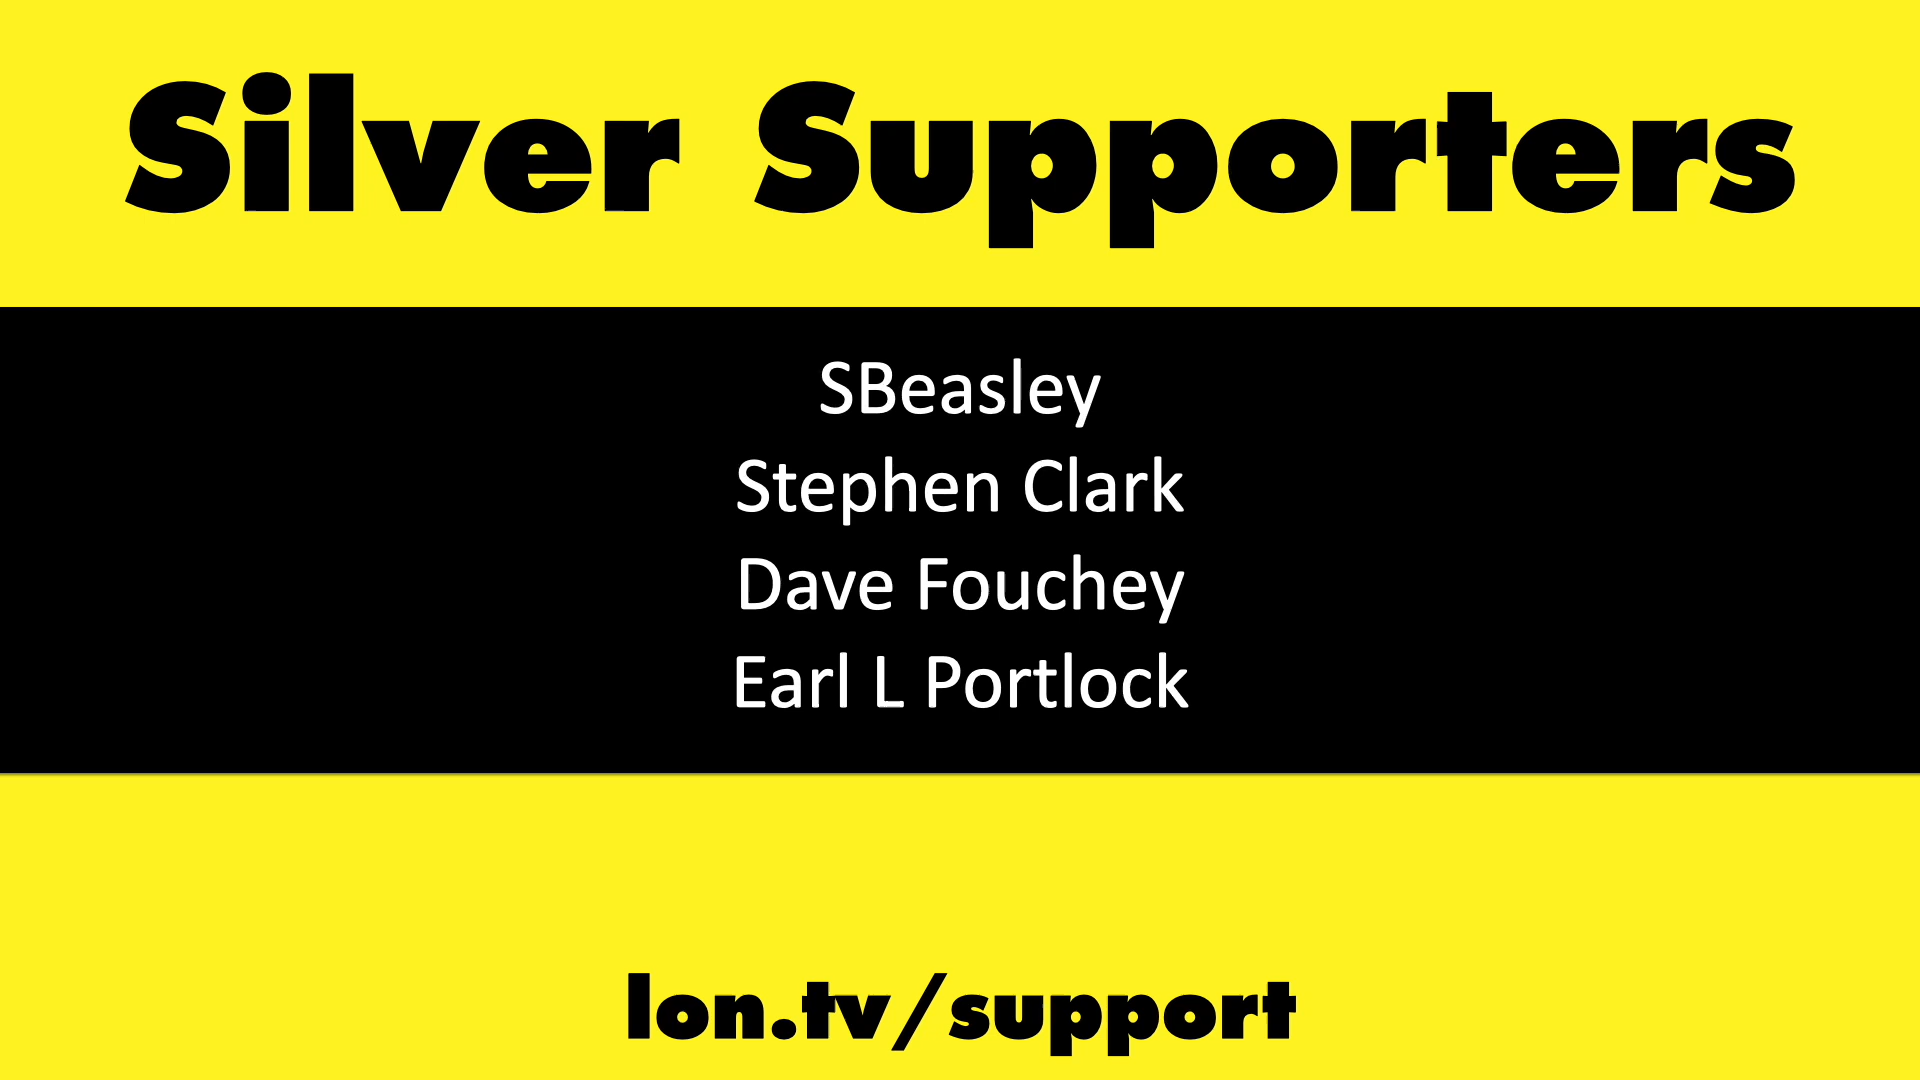 Silver Supporters
SBeasley
Stephen Clark
Dave Fouchey
Earl L Portlock
lon.tv/support